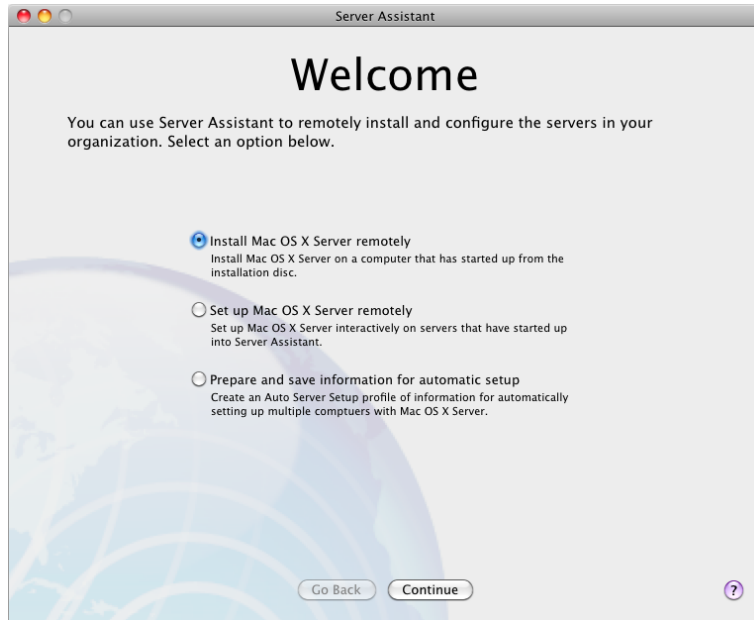 Server Assistant
Welcome
You can use Server Assistant to remotely install and configure the servers in your
organization. Select an option below.
Install Mac OS X Server remotely
Install Mac OS X Server on a computer that has started up from the
installation disc.
Set up Mac OS X Server remotely
Set up Mac OS X Server interactively on servers that have started up
into Server Assistant.
Prepare and save information for automatic setup
Create an Auto Server Setup profile of information for automatically
setting up multiple comptuers with Mac OS X Server.
Go Back
Continue
?